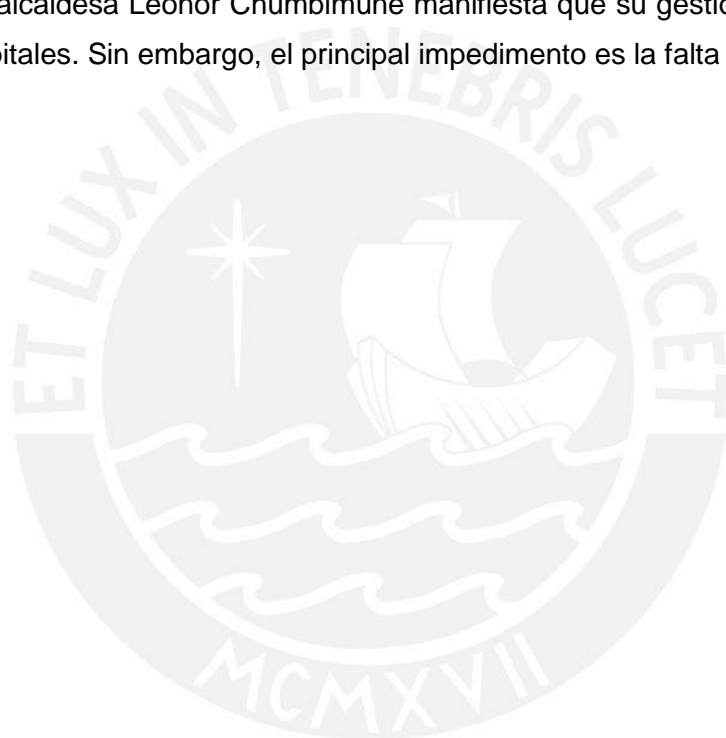 alcaldesa Leonor Chumbimune manifiesta que su gestió
pitales. Sin embargo, el principal impedimento es la falta
ET LUX IN TENEBRIS LUCET
MCMXVII